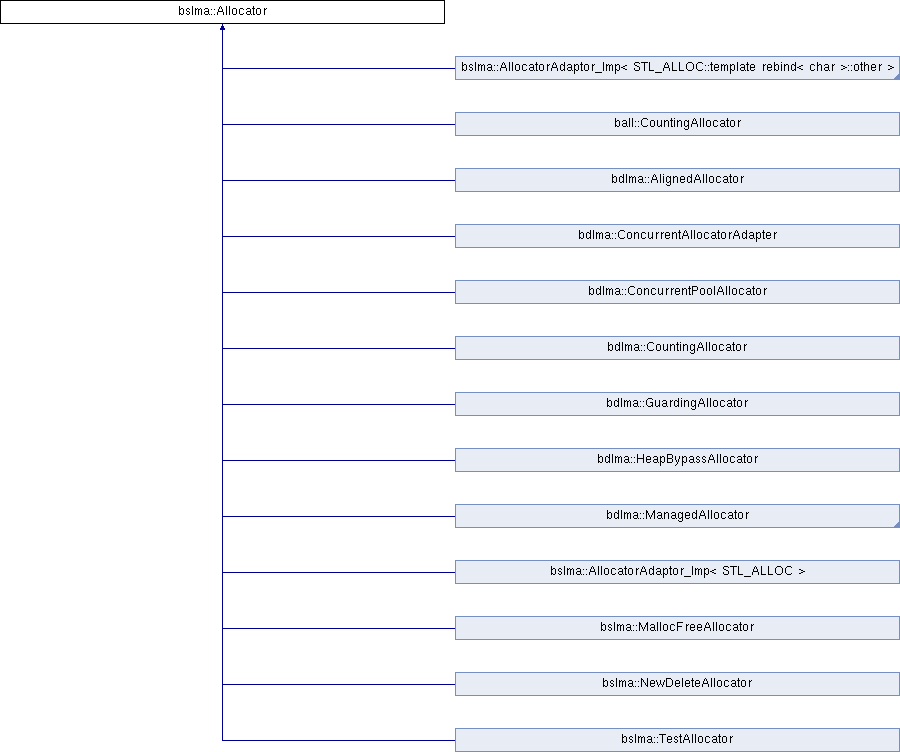 bslma::Allocator
bslma::AllocatorAdaptor_Imp< STL_ALLOC::template rebind< char >::other >
ball::CountingAllocator
bdlma::AlignedAllocator
bdlma::ConcurrentAllocatorAdapter
bdlma::ConcurrentPoolAllocator
bdlma::CountingAllocator
bdlma::GuardingAllocator
bdlma::HeapBypassAllocator
bdlma::ManagedAllocator
bslma::AllocatorAdaptor_Imp< STL_ALLOC >
bslma::MallocFreeAllocator
bslma::NewDeleteAllocator
bslma::TestAllocator